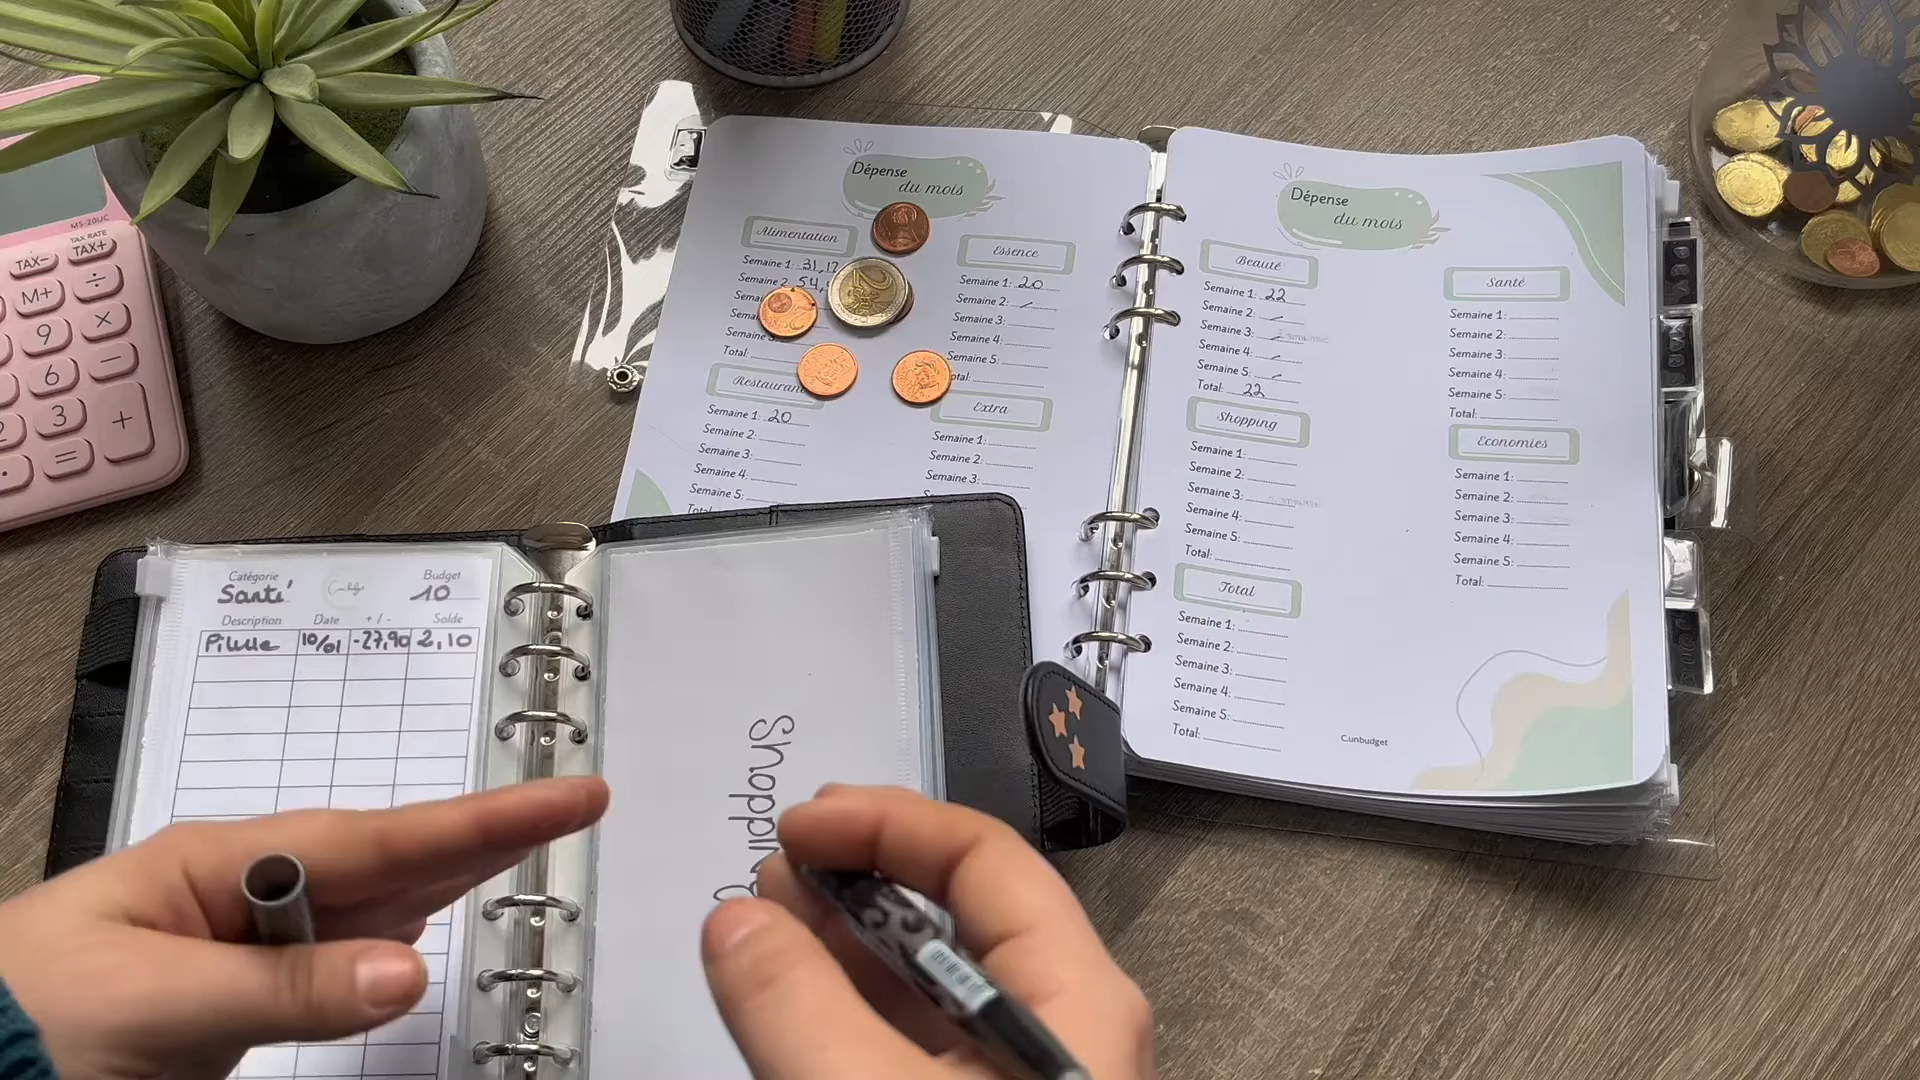 MS-20UC
TAX RATE
TAX-
TAX+
M+
÷
9
×
6
−
3
+
=
Dépense
du mois
Alimentation
Semaine 1: 31,17
Semaine 2: 54,
Total:
Restaurant
Semaine 1: 20
Semaine 2:
Semaine 3:
Semaine 4:
Semaine 5:
Essence
Semaine 1: 20
Semaine 2: /
Semaine 3:
Semaine 4:
Semaine 5:
Extra
Semaine 1:
Semaine 2:
Semaine 3:
2
Dépense
du mois
Beauté
Semaine 1: 22
Semaine 2: /
Semaine 3: /
Semaine 4: /
Semaine 5: /
Total: 22
Shopping
Semaine 1:
Semaine 2:
Semaine 3:
Semaine 4:
Semaine 5:
Total:
Total
Semaine 1:
Semaine 2:
Semaine 3:
Semaine 4:
Semaine 5:
Total:
Santé
Semaine 1:
Semaine 2:
Semaine 3:
Semaine 4:
Semaine 5:
Total:
Economies
Semaine 1:
Semaine 2:
Semaine 3:
Semaine 4:
Semaine 5:
Total:
C.unbudget
Catégorie Budget
Santé 10
Description Date + / - Solde
Pilule 10/01 -27,90 2,10
Shopping